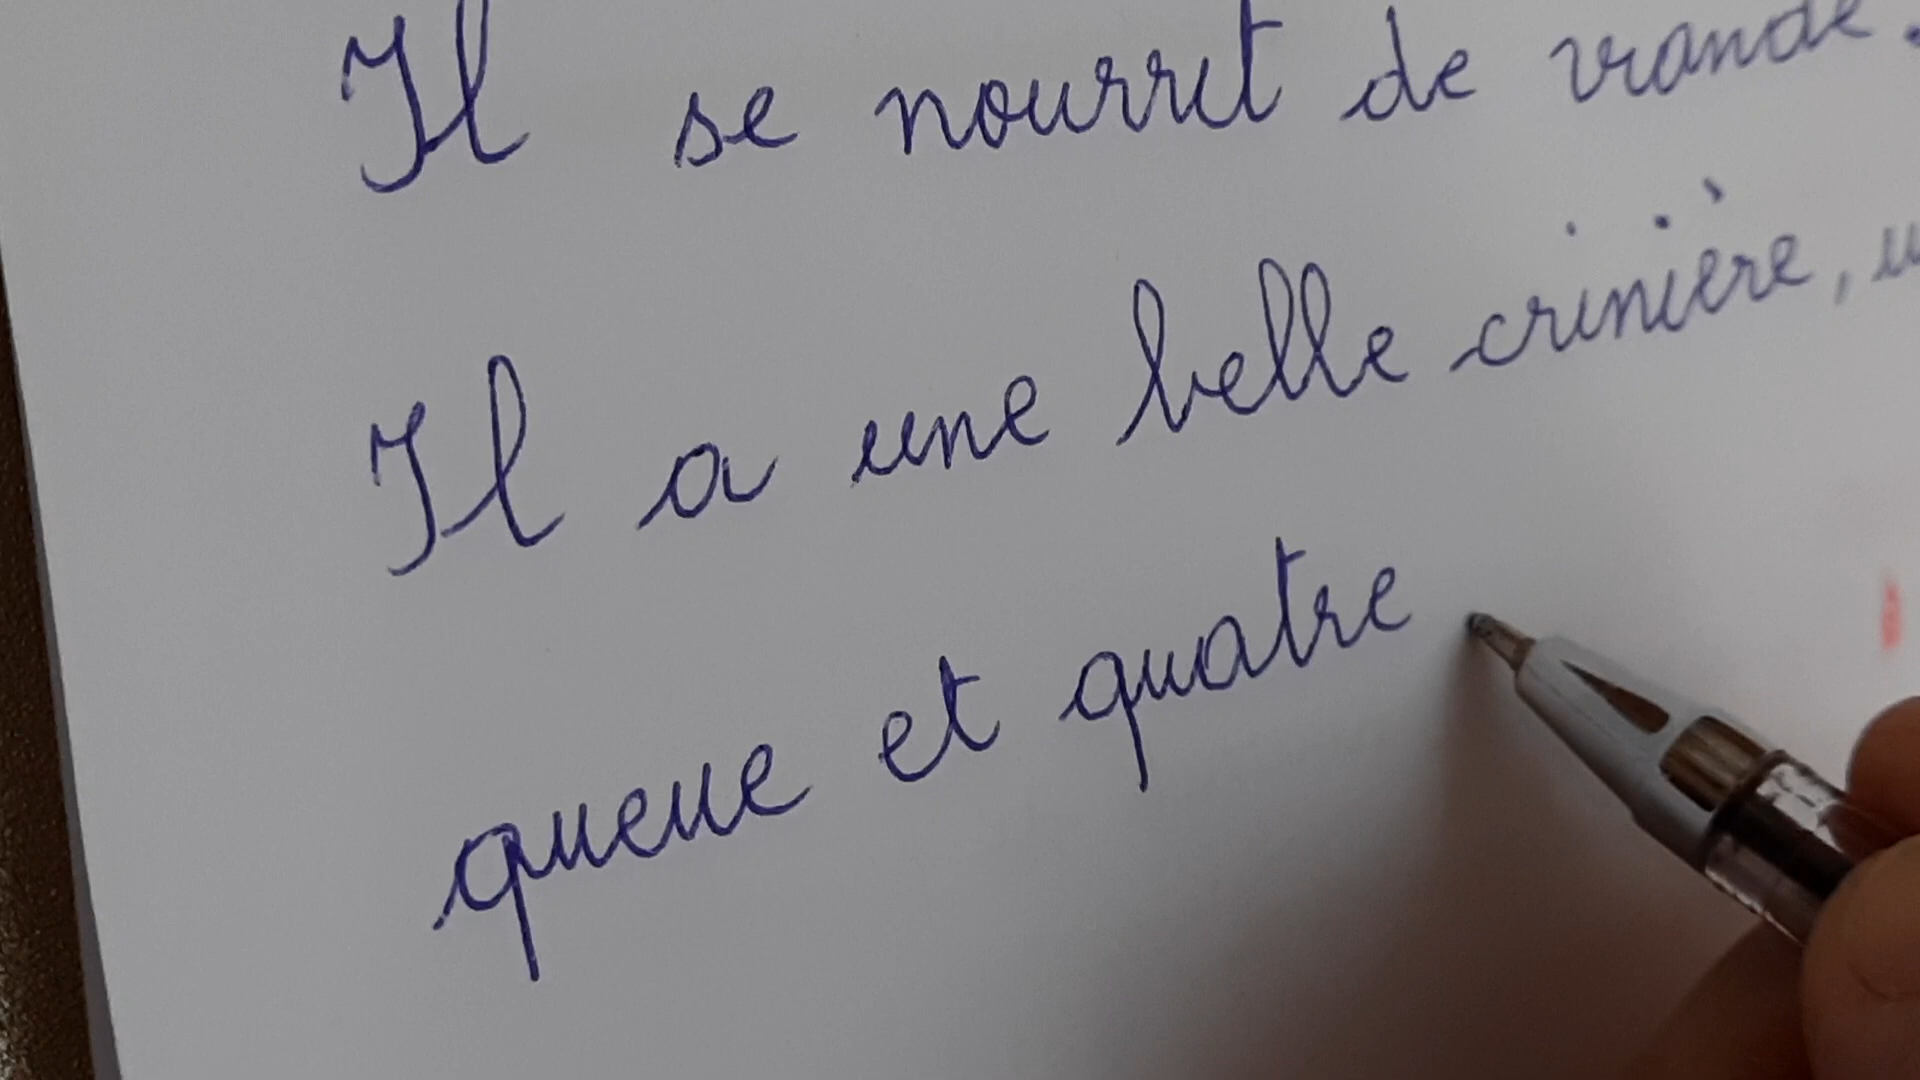 Il se nourrit de viande.
Il a une belle crinière,
queue et quatre